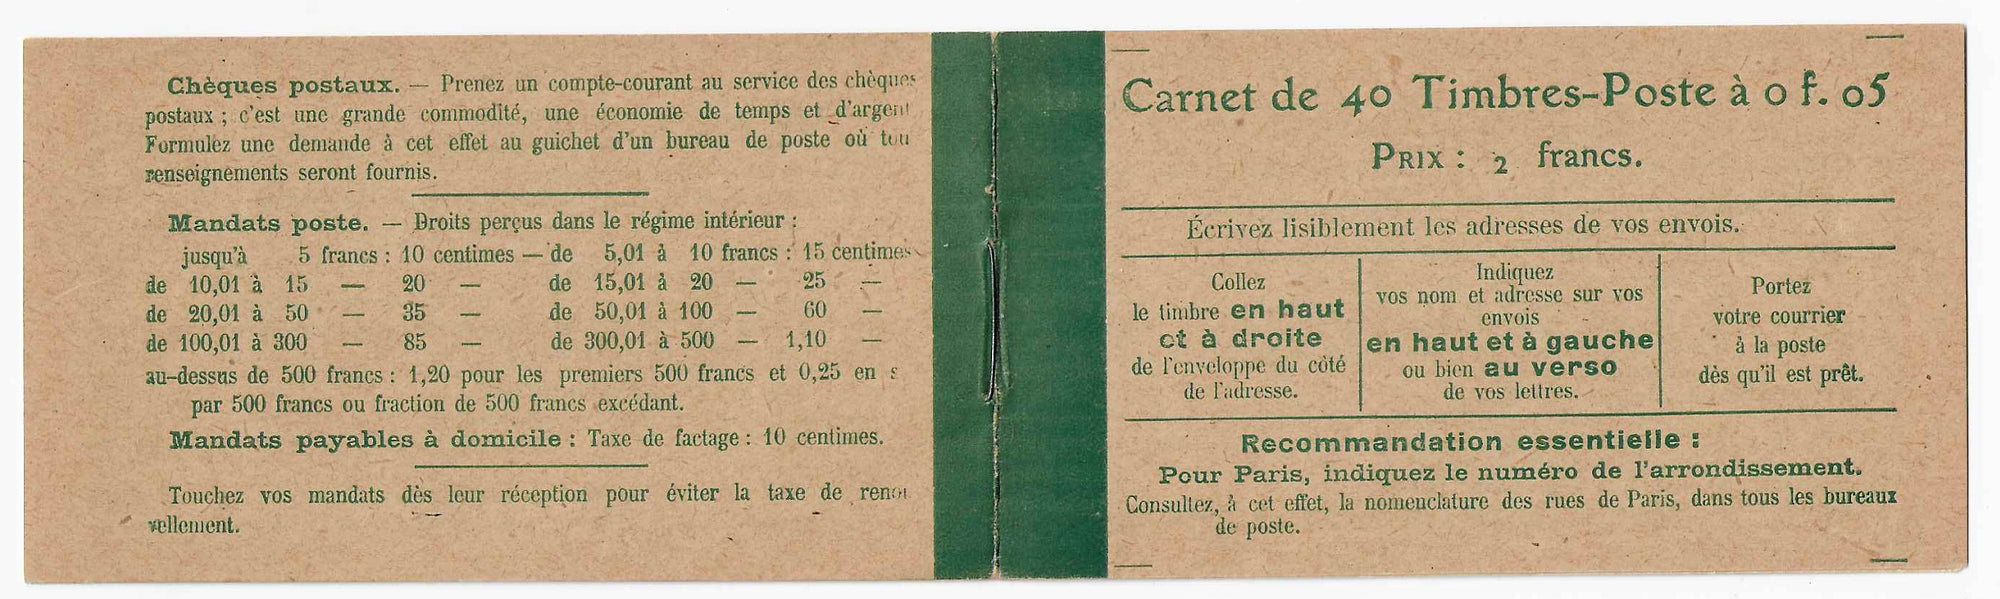 Chèques postaux. — Prenez un compte-courant au service des chèques
postaux ; c'est une grande commodité, une économie de temps et d'argent
Formulez une demande à cet effet au guichet d'un bureau de poste où tou
renseignements seront fournis.
Mandats poste. — Droits perçus dans le régime intérieur :
jusqu'à 5 francs : 10 centimes — de 5,01 à 10 francs : 15 centimes
de 10,01 à 15 — 20 — de 15,01 à 20 — 25 —
de 20,01 à 50 — 35 — de 50,01 à 100 — 60 —
de 100,01 à 300 — 85 — de 300,01 à 500 — 1,10 —
au-dessus de 500 francs : 1,20 pour les premiers 500 francs et 0,25 en s
par 500 francs ou fraction de 500 francs excédant.
Mandats payables à domicile : Taxe de factage : 10 centimes.
Touchez vos mandats dès leur réception pour éviter la taxe de renou
vellement.
Carnet de 40 Timbres-Poste à 0 f. 05
PRIX : 2 francs.
Écrivez lisiblement les adresses de vos envois.
Collez
le timbre en haut
et à droite
de l'enveloppe du côté
de l'adresse.
Indiquez
vos nom et adresse sur vos
envois
en haut et à gauche
ou bien au verso
de vos lettres.
Portez
votre courrier
à la poste
dès qu'il est prêt.
Recommandation essentielle :
Pour Paris, indiquez le numéro de l'arrondissement.
Consultez, à cet effet, la nomenclature des rues de Paris, dans tous les bureaux
de poste.